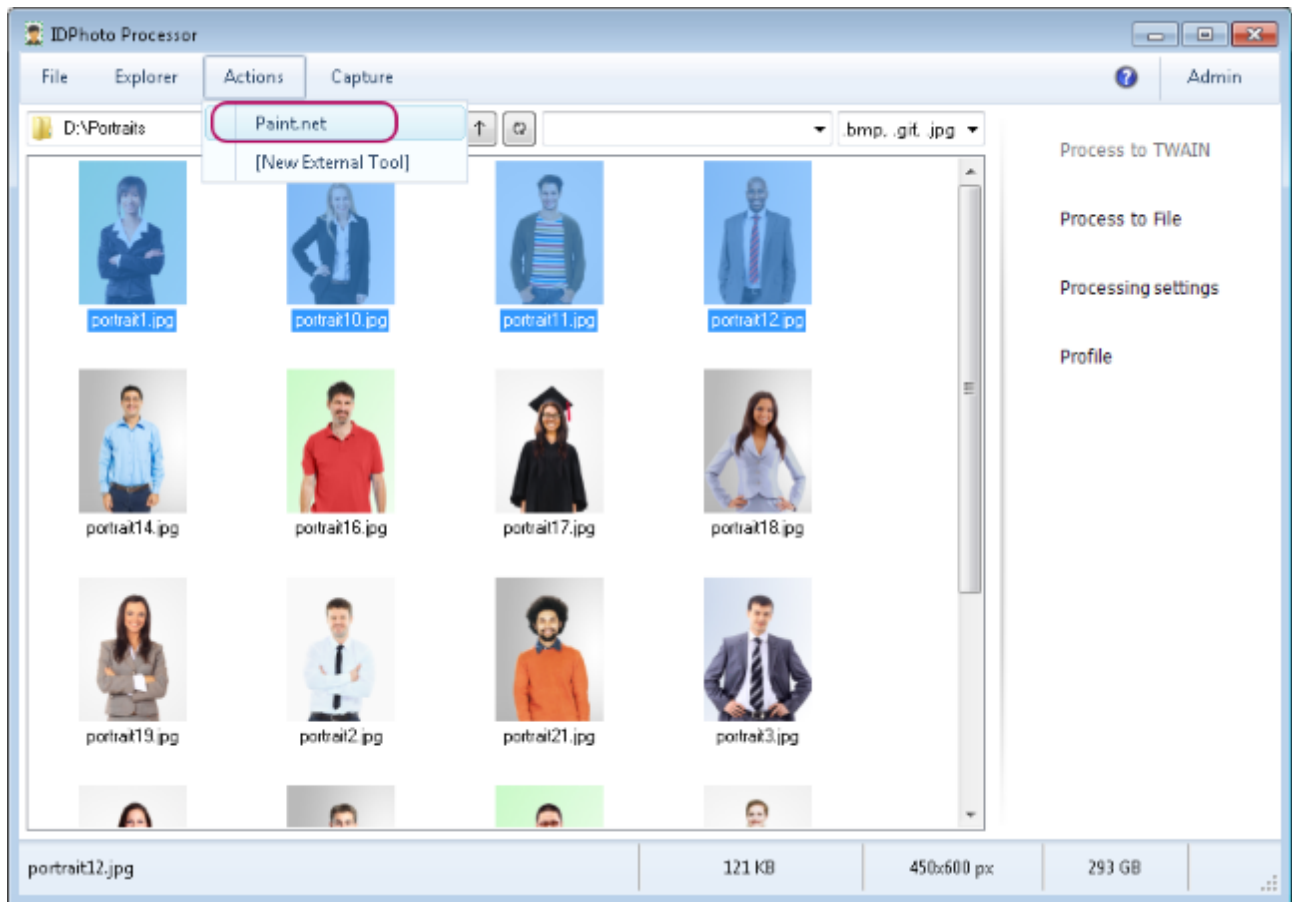 IDPhoto Processor
File Explorer Actions Capture Admin
D:\Portraits .bmp, .gif, .jpg
Paint.net
[New External Tool]
Process to TWAIN
Process to File
Processing settings
Profile
portrait1.jpg portrait10.jpg portrait11.jpg portrait12.jpg
portrait14.jpg portrait16.jpg portrait17.jpg portrait18.jpg
portrait19.jpg portrait2.jpg portrait21.jpg portrait3.jpg
portrait12.jpg 121 KB 450x600 px 293 GB